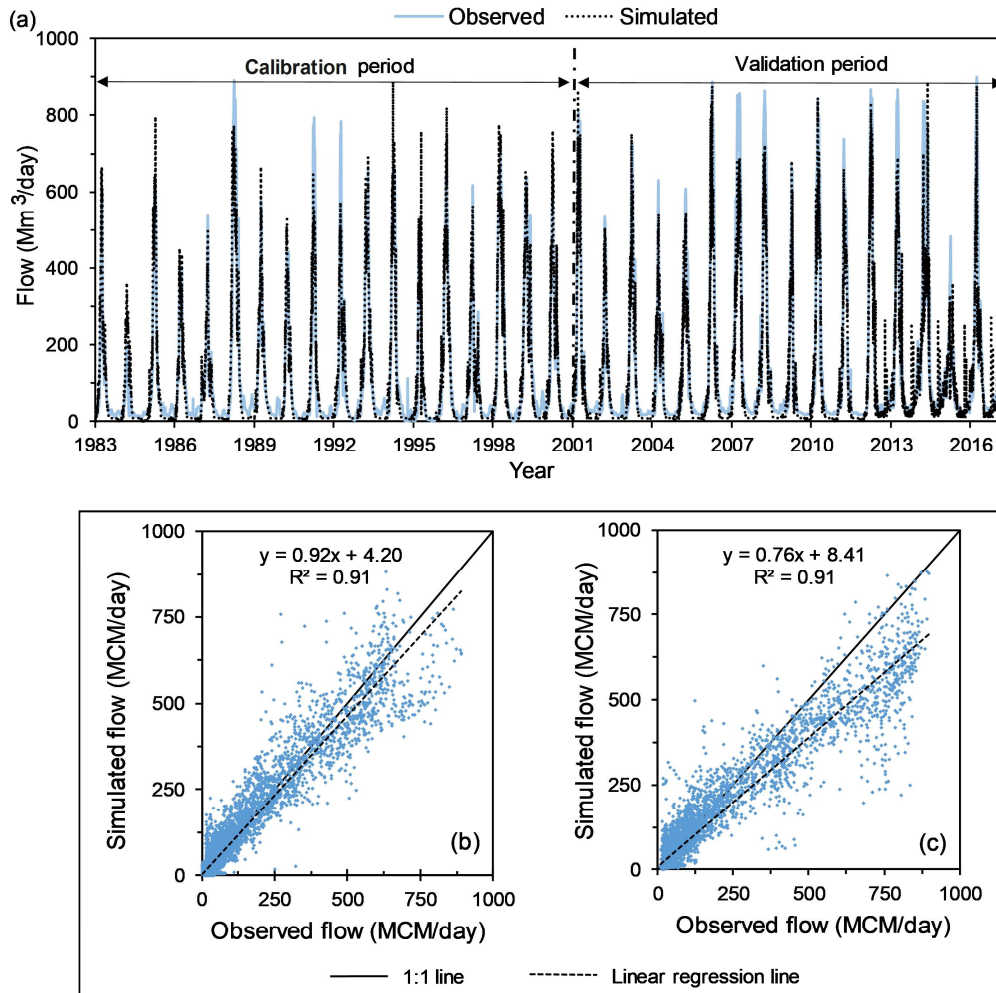 (a)
Observed Simulated
1000
800
600
400
200
0
Flow (Mm³/day)
Calibration period
Validation period
1983 1986 1989 1992 1995 1998 2001 2004 2007 2010 2013 2016
Year
1000
750
500
250
0
Simulated flow (MCM/day)
y = 0.92x + 4.20
R² = 0.91
(b)
0 250 500 750 1000
Observed flow (MCM/day)
1000
750
500
250
0
Simulated flow (MCM/day)
y = 0.76x + 8.41
R² = 0.91
(c)
0 250 500 750 1000
Observed flow (MCM/day)
1:1 line
Linear regression line